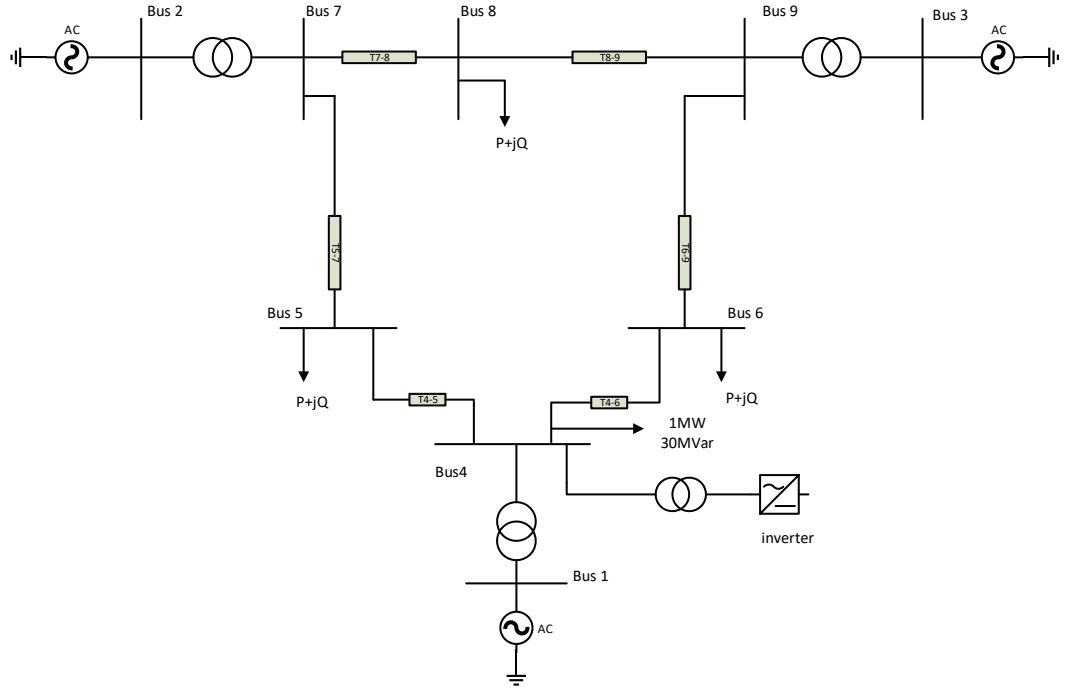 Bus 2
Bus 7
Bus 8
Bus 9
Bus 3
AC
AC
T7-8
T8-9
P+jQ
T5-7
T6-9
Bus 5
Bus 6
P+jQ
T4-5
T4-6
P+jQ
1MW
30MVar
Bus4
inverter
Bus 1
AC